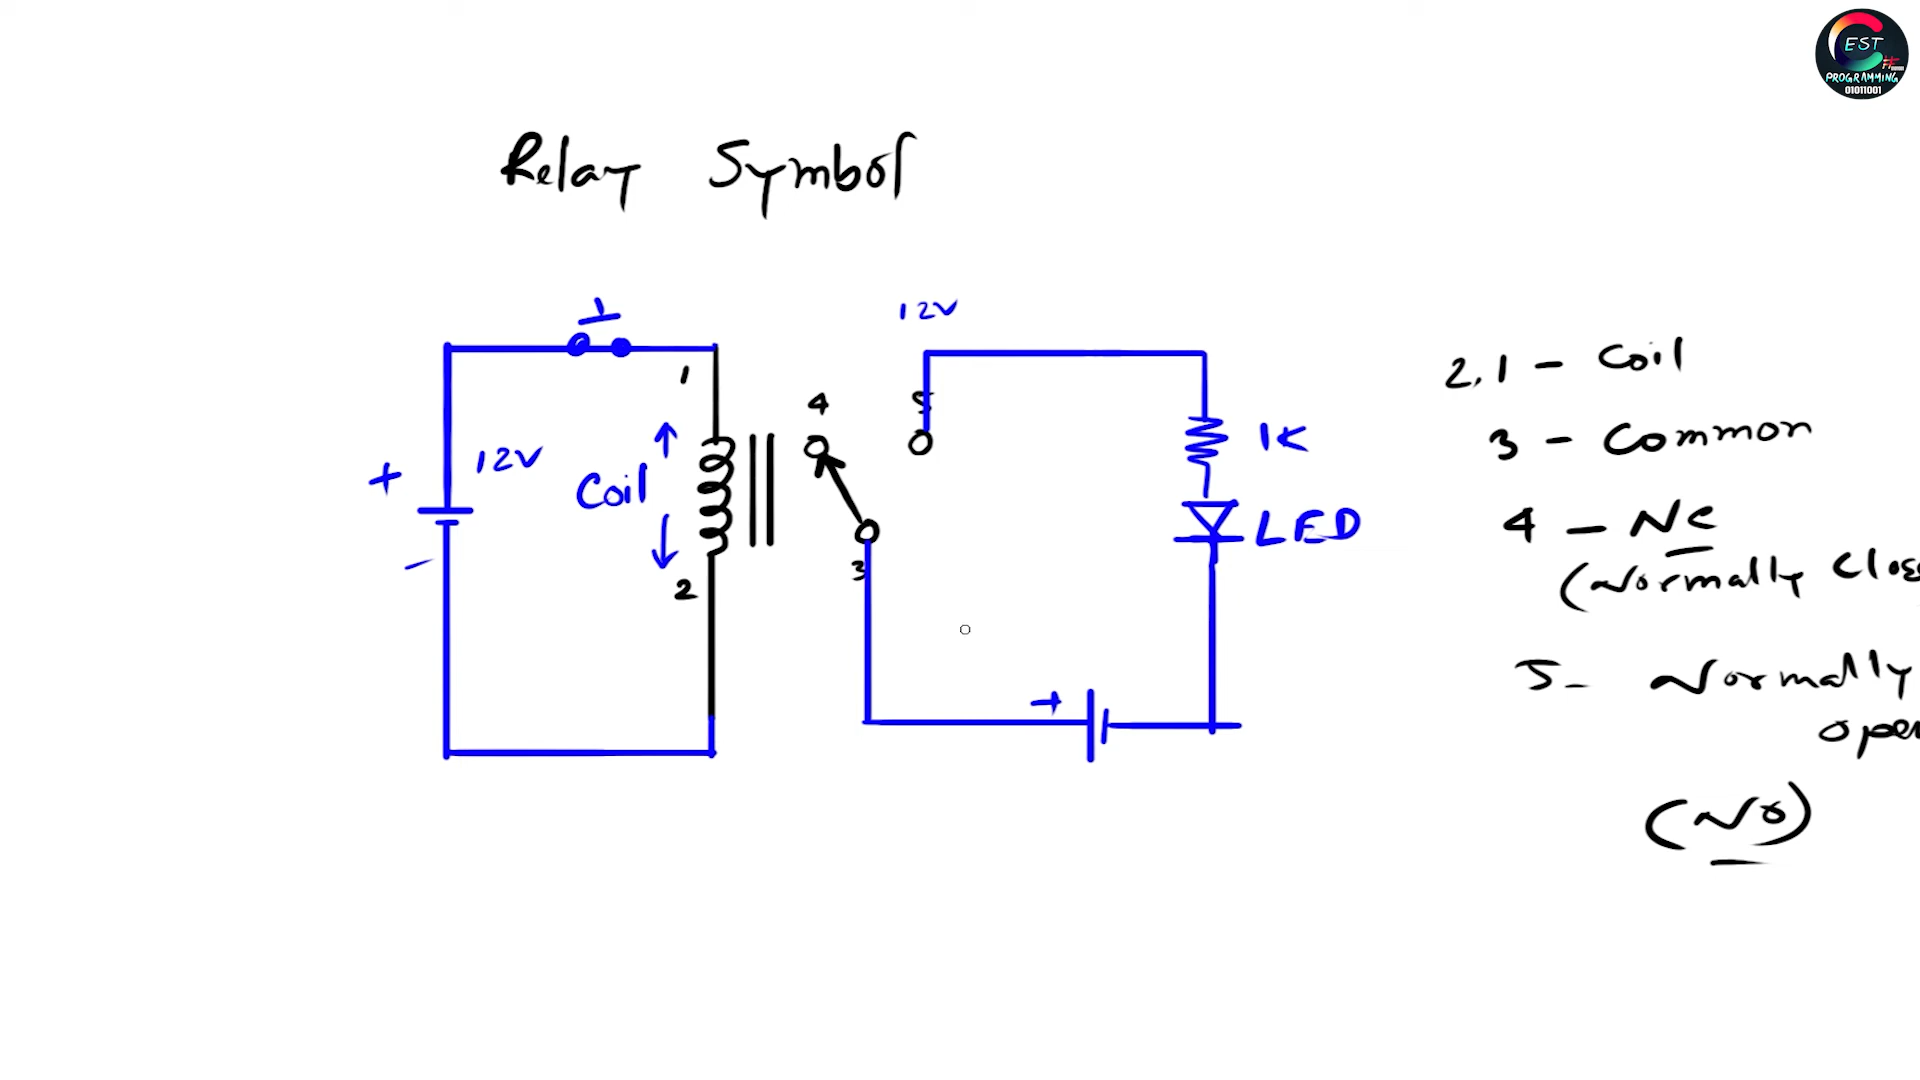 EST
PROGRAMMING
01011001
Relay Symbol
12V
1
4
5
2,1 - Coil
+
12V
Coil
1K
3 - Common
4 - NC
LED
-
2
3
(Normally Clos
+
5- Normally
open
(NO)